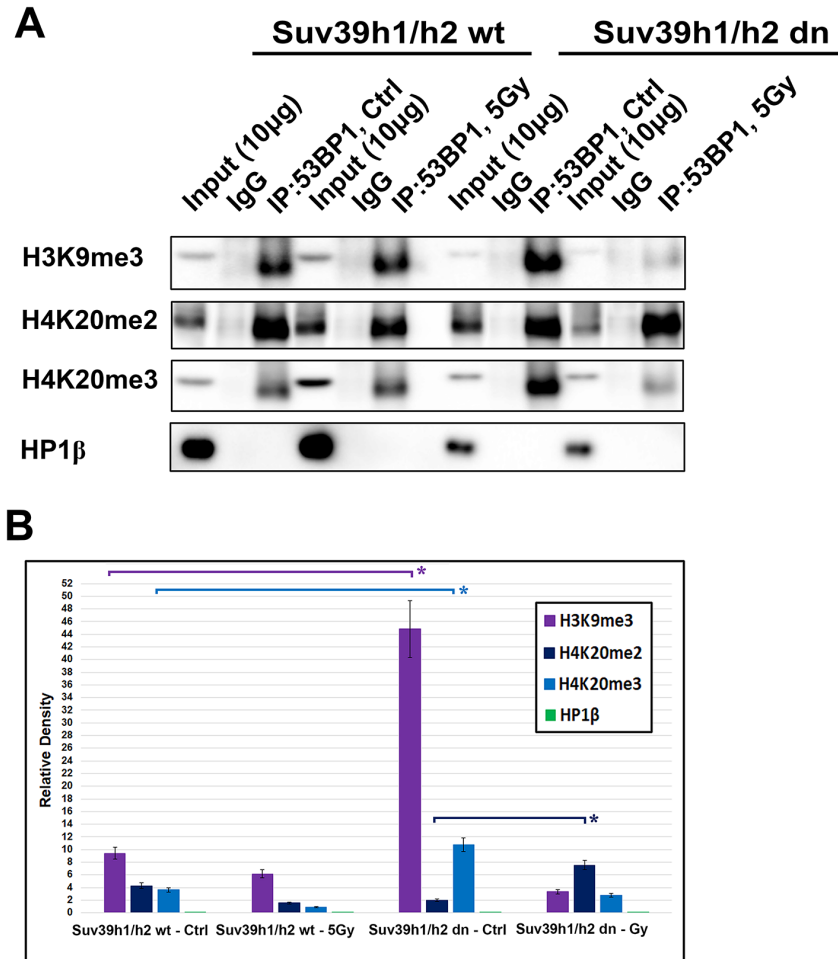 A
Suv39h1/h2 wt
Suv39h1/h2 dn
Input (10µg)
IgG
IP:53BP1, Ctrl
Input (10µg)
IgG
IP:53BP1, 5Gy
Input (10µg)
IgG
IP:53BP1, Ctrl
Input (10µg)
IgG
IP:53BP1, 5Gy
H3K9me3
H4K20me2
H4K20me3
HP1β
B
*
*
52
50
48
46
44
42
40
38
36
34
32
30
28
26
24
22
20
18
16
14
12
10
8
6
4
2
0
Relative Density
H3K9me3
H4K20me2
H4K20me3
HP1β
*
Suv39h1/h2 wt - Ctrl
Suv39h1/h2 wt - 5Gy
Suv39h1/h2 dn - Ctrl
Suv39h1/h2 dn - Gy